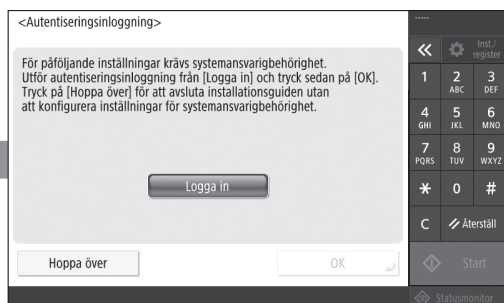 <Autentiseringsinloggning>
För påföljande inställningar krävs systemansvarigbehörighet.
Utför autentiseringsinloggning från [Logga in] och tryck sedan på [OK].
Tryck på [Hoppa över] för att avsluta installationsguiden utan
att konfigurera inställningar för systemansvarigbehörighet.
Logga in
Hoppa över
OK
-----
Inst./
register
1 2 3
ABC DEF
4 5 6
GHI JKL MNO
7 8 9
PQRS TUV WXYZ
* 0 #
C Återställ
Start
Statusmonitor